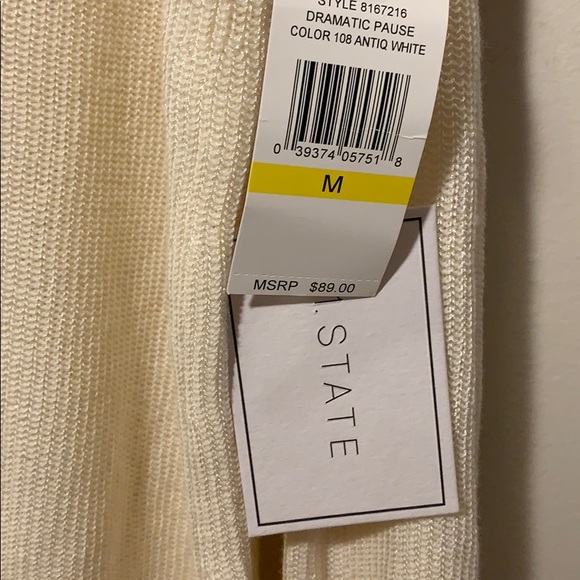 STYLE 8167216
DRAMATIC PAUSE
COLOR 108 ANTIQ WHITE
0 39374 05751 8
M
MSRP $89.00
.STATE